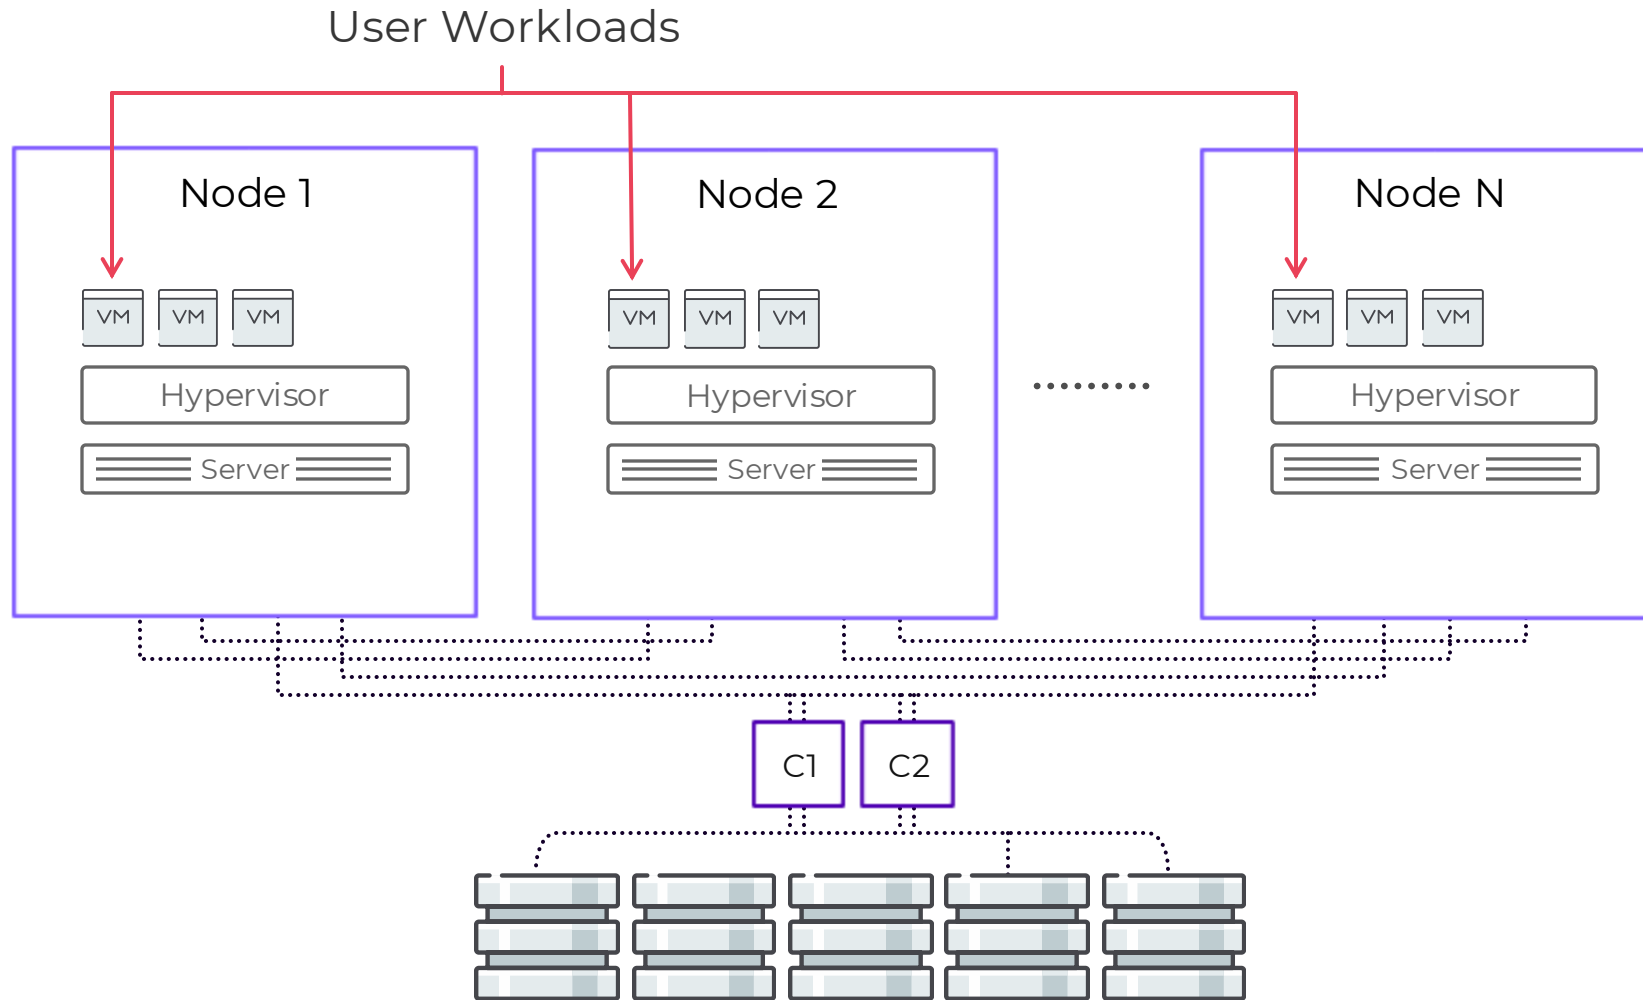 User Workloads
Node 1
Node 2
Node N
VM VM VM
VM VM VM
VM VM VM
Hypervisor
Hypervisor
Hypervisor
Server
Server
Server
C1
C2